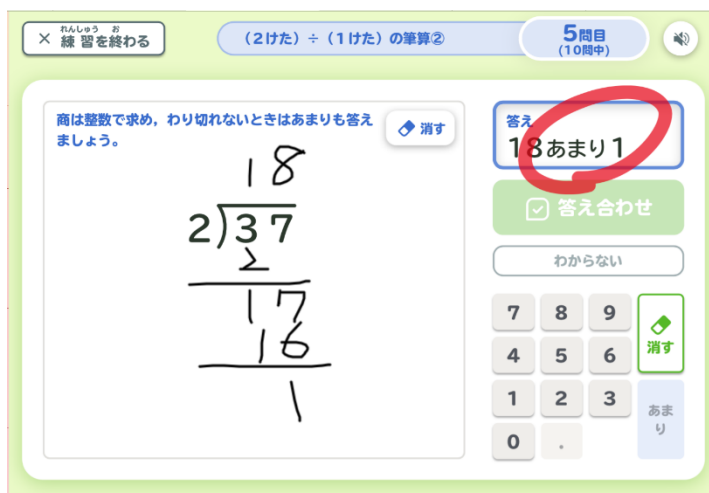 × 練習を終わる
れんしゅう お
(2けた)÷(1けた)の筆算②
5問目
(10問中)
商は整数で求め,わり切れないときはあまりも答え
ましょう。
消す
18
2)37
2
17
16
1
答え
18あまり1
答え合わせ
わからない
7 8 9
消す
4 5 6
1 2 3
あま
り
0 .